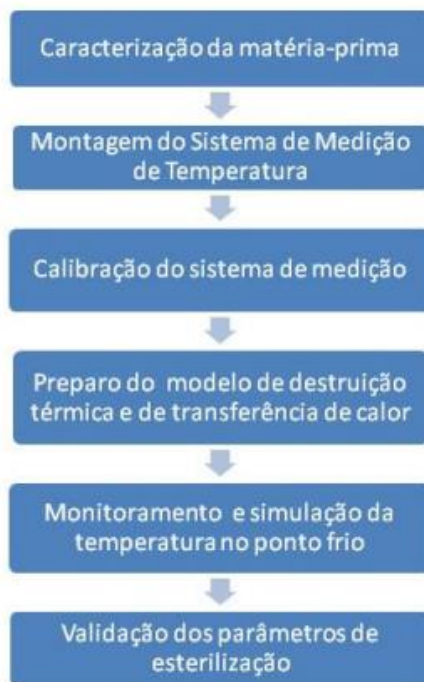 Caracterização da matéria-prima
Montagem do Sistema de Medição
de Temperatura
Calibração do sistema de medição
Preparo do modelo de destruição
térmica e de transferência de calor
Monitoramento e simulação da
temperatura no ponto frio
Validação dos parâmetros de
esterilização